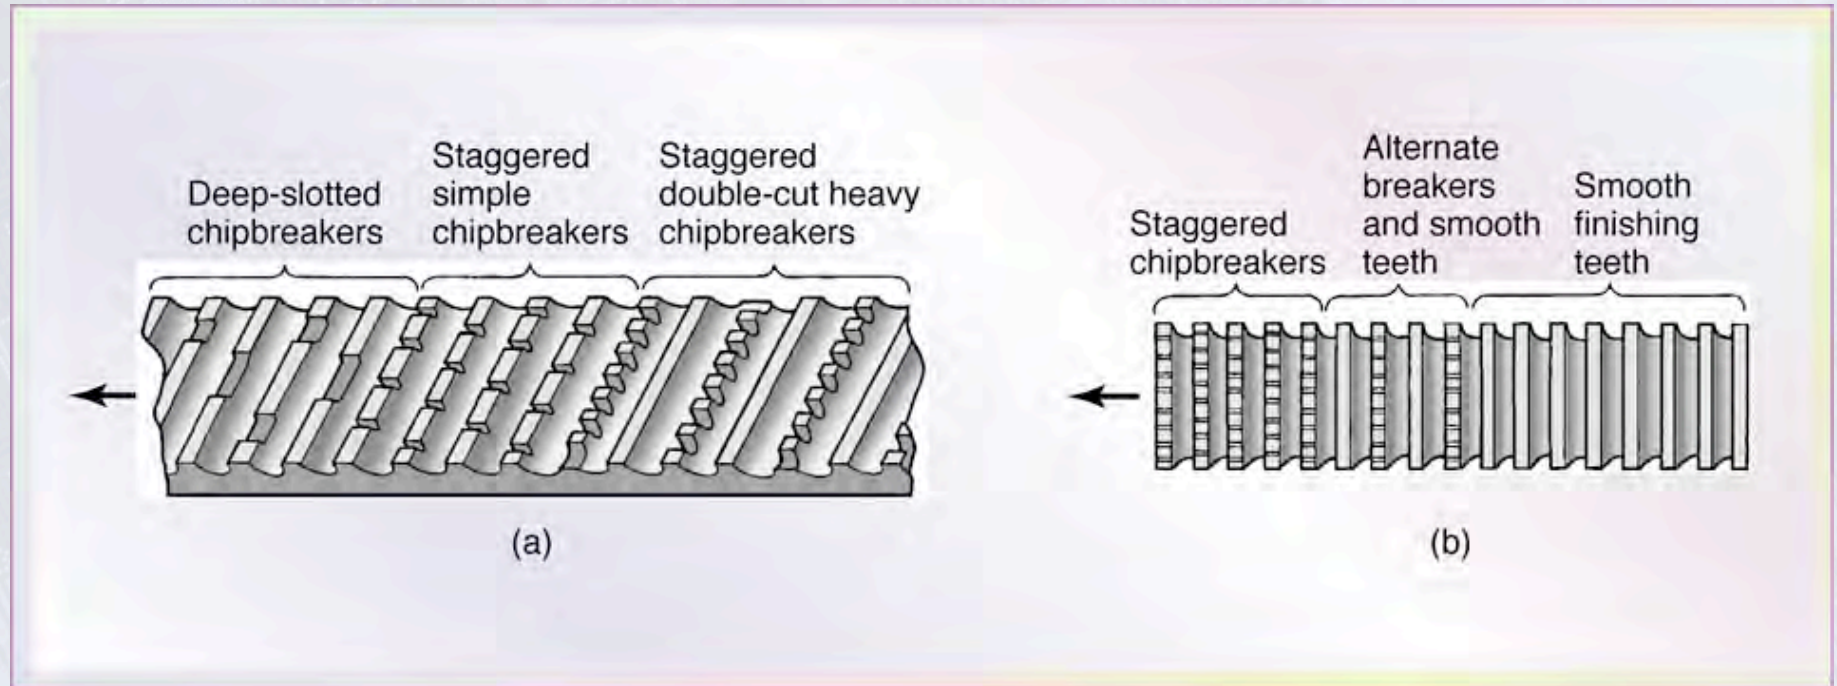 Deep-slotted
chipbreakers
Staggered
simple
chipbreakers
Staggered
double-cut heavy
chipbreakers
(a)
Staggered
chipbreakers
Alternate
breakers
and smooth
teeth
Smooth
finishing
teeth
(b)